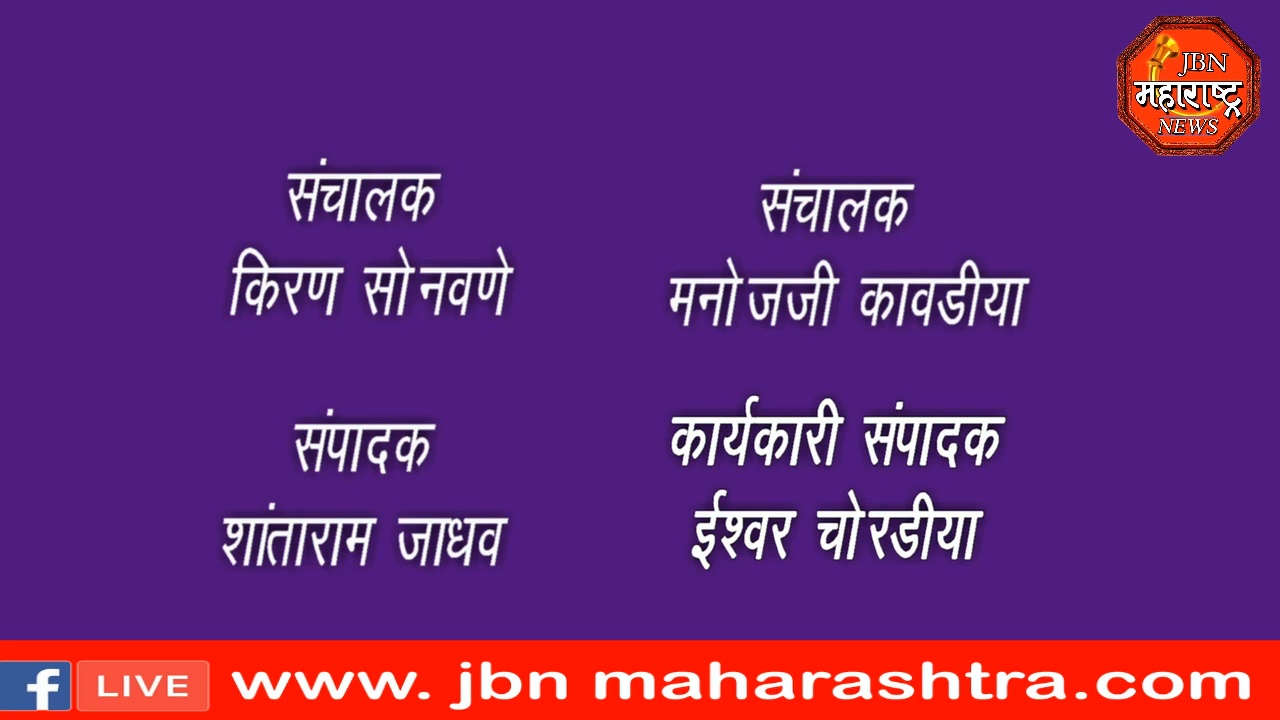 JBN
महाराष्ट्र
NEWS
संचालक
किरण सोनवणे
संचालक
मनोजजी कावडीया
संपादक
शांताराम जाधव
कार्यकारी संपादक
ईश्वर चोरडीया
f LIVE www. jbn maharashtra.com